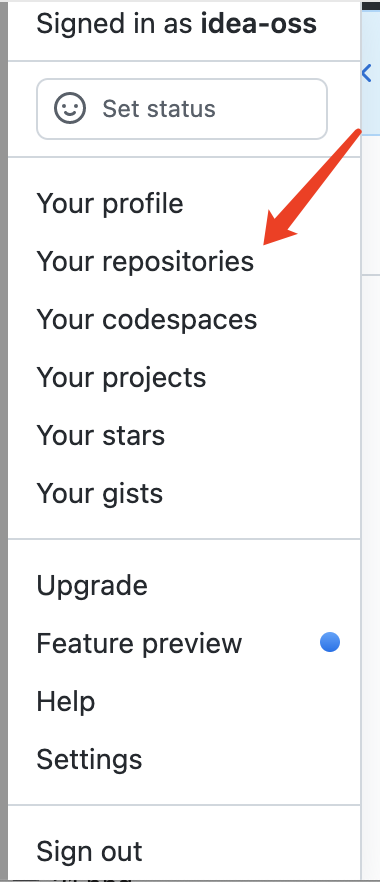 Signed in as idea-oss
Set status
Your profile
Your repositories
Your codespaces
Your projects
Your stars
Your gists
Upgrade
Feature preview
Help
Settings
Sign out